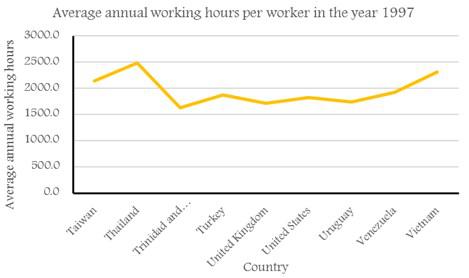 Average annual working hours per worker in the year 1997
Average annual working hours
3000.0
2500.0
2000.0
1500.0
1000.0
500.0
0.0
Taiwan
Thailand
Trinidad and…
Turkey
United Kingdom
United States
Uruguay
Venezuela
Vietnam
Country